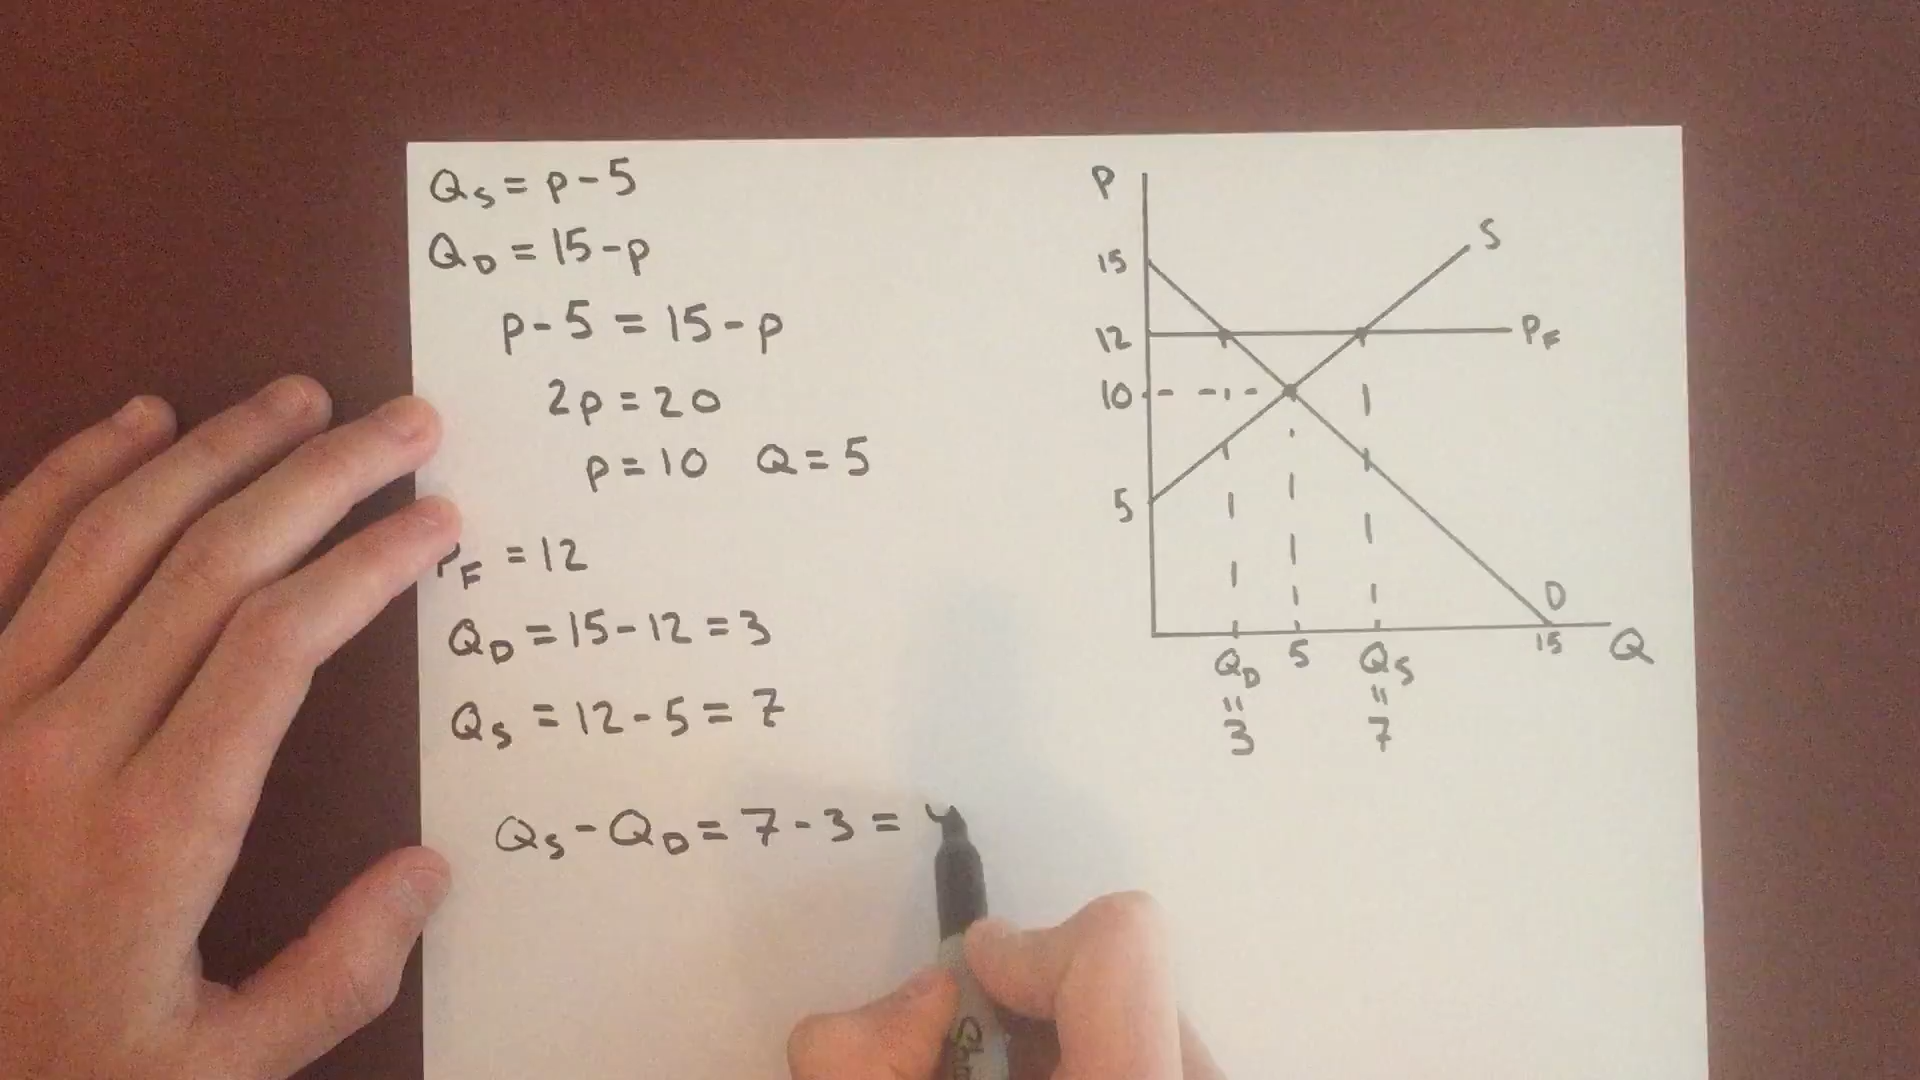 Qs = p - 5
QD = 15 - p
p - 5 = 15 - p
2p = 20
p = 10 Q = 5
PF = 12
QD = 15 - 12 = 3
Qs = 12 - 5 = 7
Qs - QD = 7 - 3 =
P
S
15
12
PF
10
5
D
QD 5 Qs 15 Q
= =
3 7